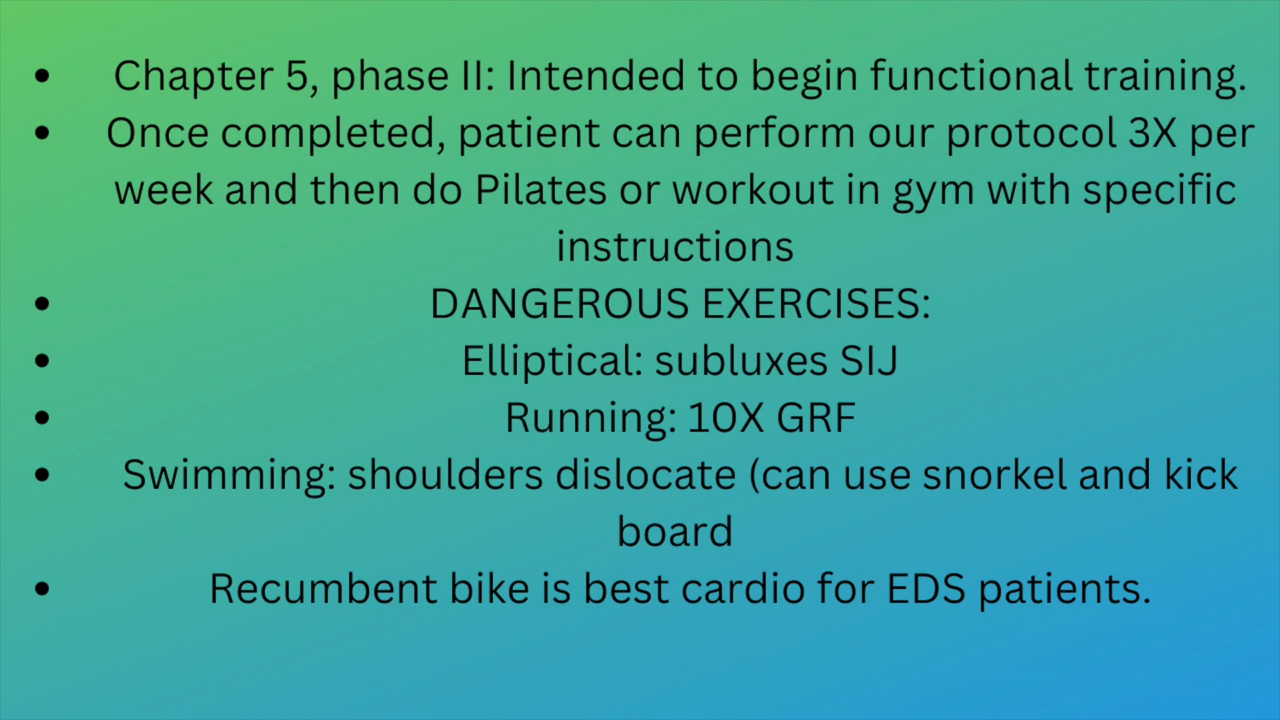 • Chapter 5, phase II: Intended to begin functional training.
• Once completed, patient can perform our protocol 3X per
week and then do Pilates or workout in gym with specific
instructions
• DANGEROUS EXERCISES:
• Elliptical: subluxes SIJ
• Running: 10X GRF
• Swimming: shoulders dislocate (can use snorkel and kick
board
• Recumbent bike is best cardio for EDS patients.